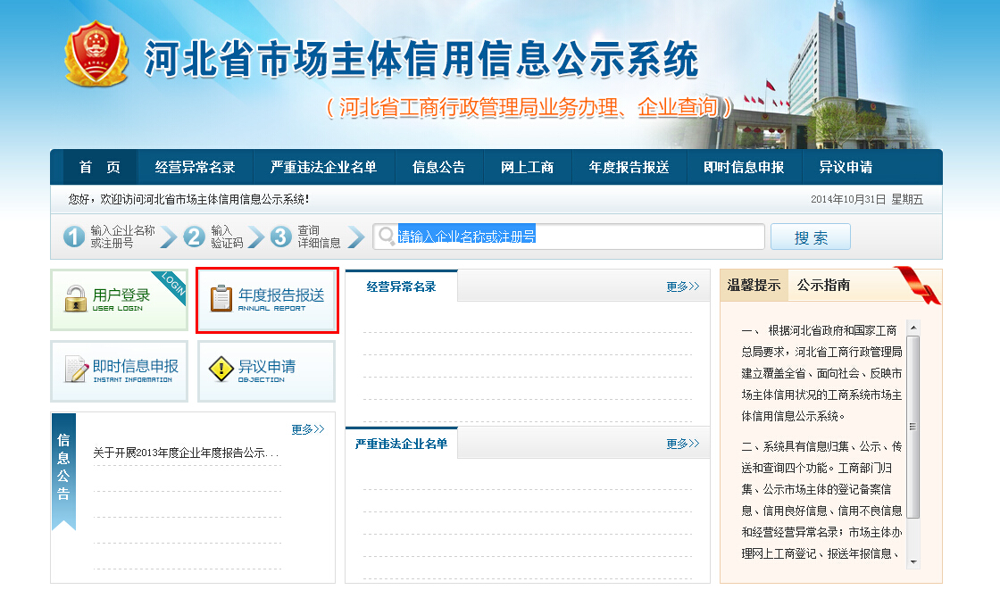 河北省市场主体信用信息公示系统
（河北省工商行政管理局业务办理、企业查询）
首 页 经营异常名录 严重违法企业名单 信息公告 网上工商 年度报告报送 即时信息申报 异议申请
您好，欢迎访问河北省市场主体信用信息公示系统！ 2014年10月31日 星期五
1 输入企业名称 2 输入 3 查询
或注册号 验证码 详细信息
请输入企业名称或注册号 搜 索
用户登录 LOGIN
USER LOGIN
年度报告报送
ANNUAL REPORT
即时信息申报
INSTANT INFORMATION
异议申请
OBJECTION
信息公告
更多>>
关于开展2013年度企业年度报告公示...
经营异常名录 更多>>
严重违法企业名单 更多>>
温馨提示 公示指南
一、 根据河北省政府和国家工商
总局要求，河北省工商行政管理局
建立覆盖全省、面向社会、反映市
场主体信用状况的工商系统市场主
体信用信息公示系统。
二、系统具有信息归集、公示、传
送和查询四个功能。工商部门归
集、公示市场主体的登记备案信
息、信用良好信息、信用不良信息
和经营经营异常名录；市场主体办
理网上工商登记、报送年报信息、